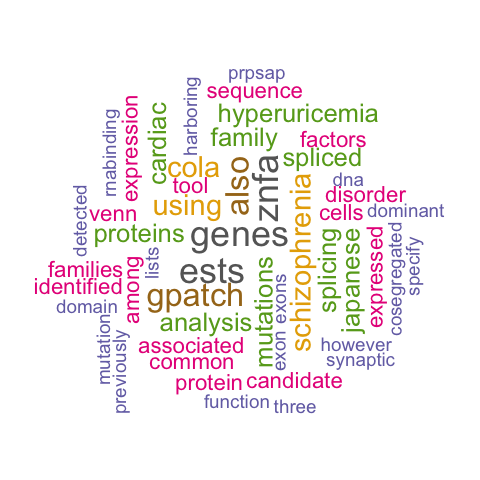 prpsap
sequence
harboring
hyperuricemia
cardiac
expression
rnabinding
family
factors
spliced
cola
also
znfa
tool
dna
disorder
using
venn
cells
dominant
detected
proteins
genes
schizophrenia
splicing
japanese
expressed
cosegregated
specify
lists
families
among
ests
identified
gpatch
mutations
exon
exons
domain
analysis
mutation
previously
associated
however
common
synaptic
protein
candidate
function
three